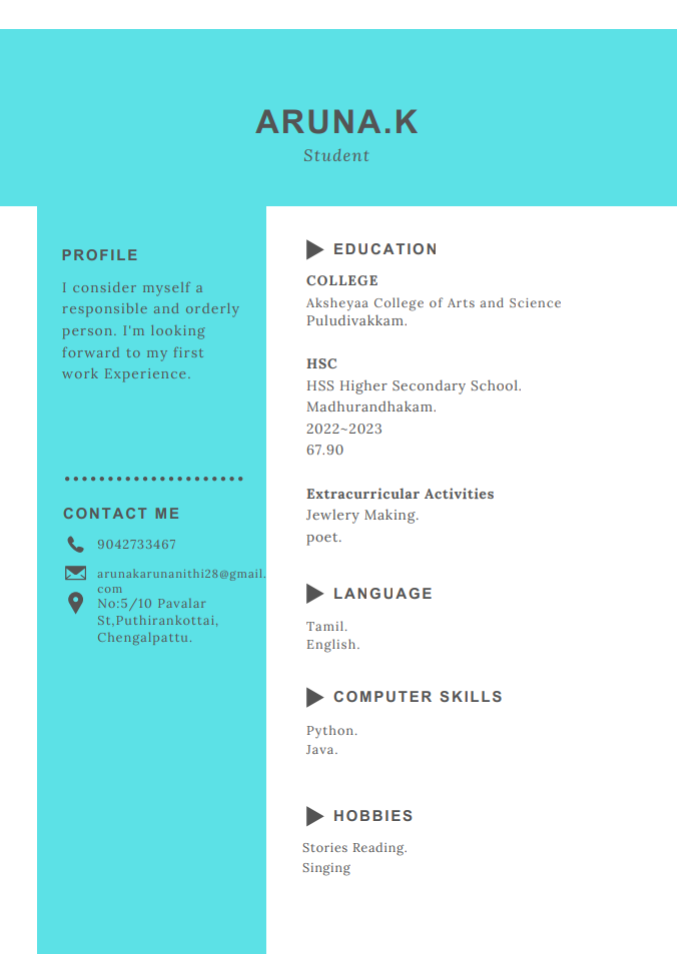 ARUNA.K
Student
PROFILE
I consider myself a
responsible and orderly
person. I'm looking
forward to my first
work Experience.
CONTACT ME
9042733467
arunakarunanithi28@gmail.
com
No:5/10 Pavalar
St,Puthirankottai,
Chengalpattu.
EDUCATION
COLLEGE
Aksheyaa College of Arts and Science
Puludivakkam.
HSC
HSS Higher Secondary School.
Madhurandhakam.
2022~2023
67.90
Extracurricular Activities
Jewlery Making.
poet.
LANGUAGE
Tamil.
English.
COMPUTER SKILLS
Python.
Java.
HOBBIES
Stories Reading.
Singing